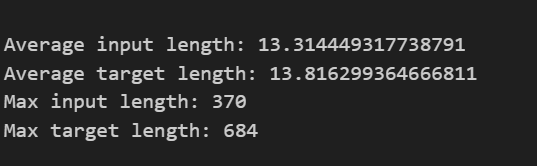 Average input length: 13.314449317738791
Average target length: 13.816299364666811
Max input length: 370
Max target length: 684